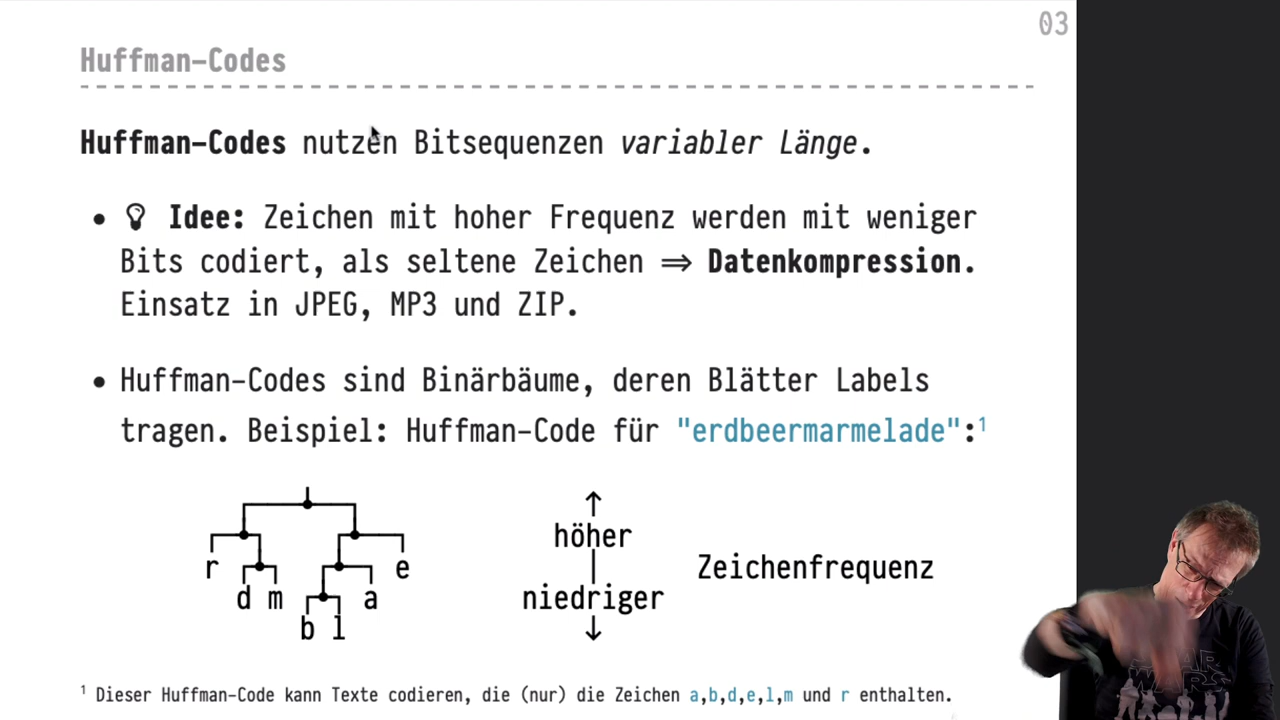 03
Huffman-Codes
Huffman-Codes nutzen Bitsequenzen variabler Länge.
• Idee: Zeichen mit hoher Frequenz werden mit weniger
Bits codiert, als seltene Zeichen ⇒ Datenkompression.
Einsatz in JPEG, MP3 und ZIP.
• Huffman-Codes sind Binärbäume, deren Blätter Labels
tragen. Beispiel: Huffman-Code für "erdbeermarmelade":¹
r e
d m a
b l
↑
höher
Zeichenfrequenz
niedriger
↓
¹ Dieser Huffman-Code kann Texte codieren, die (nur) die Zeichen a,b,d,e,l,m und r enthalten.
STAR
WARS